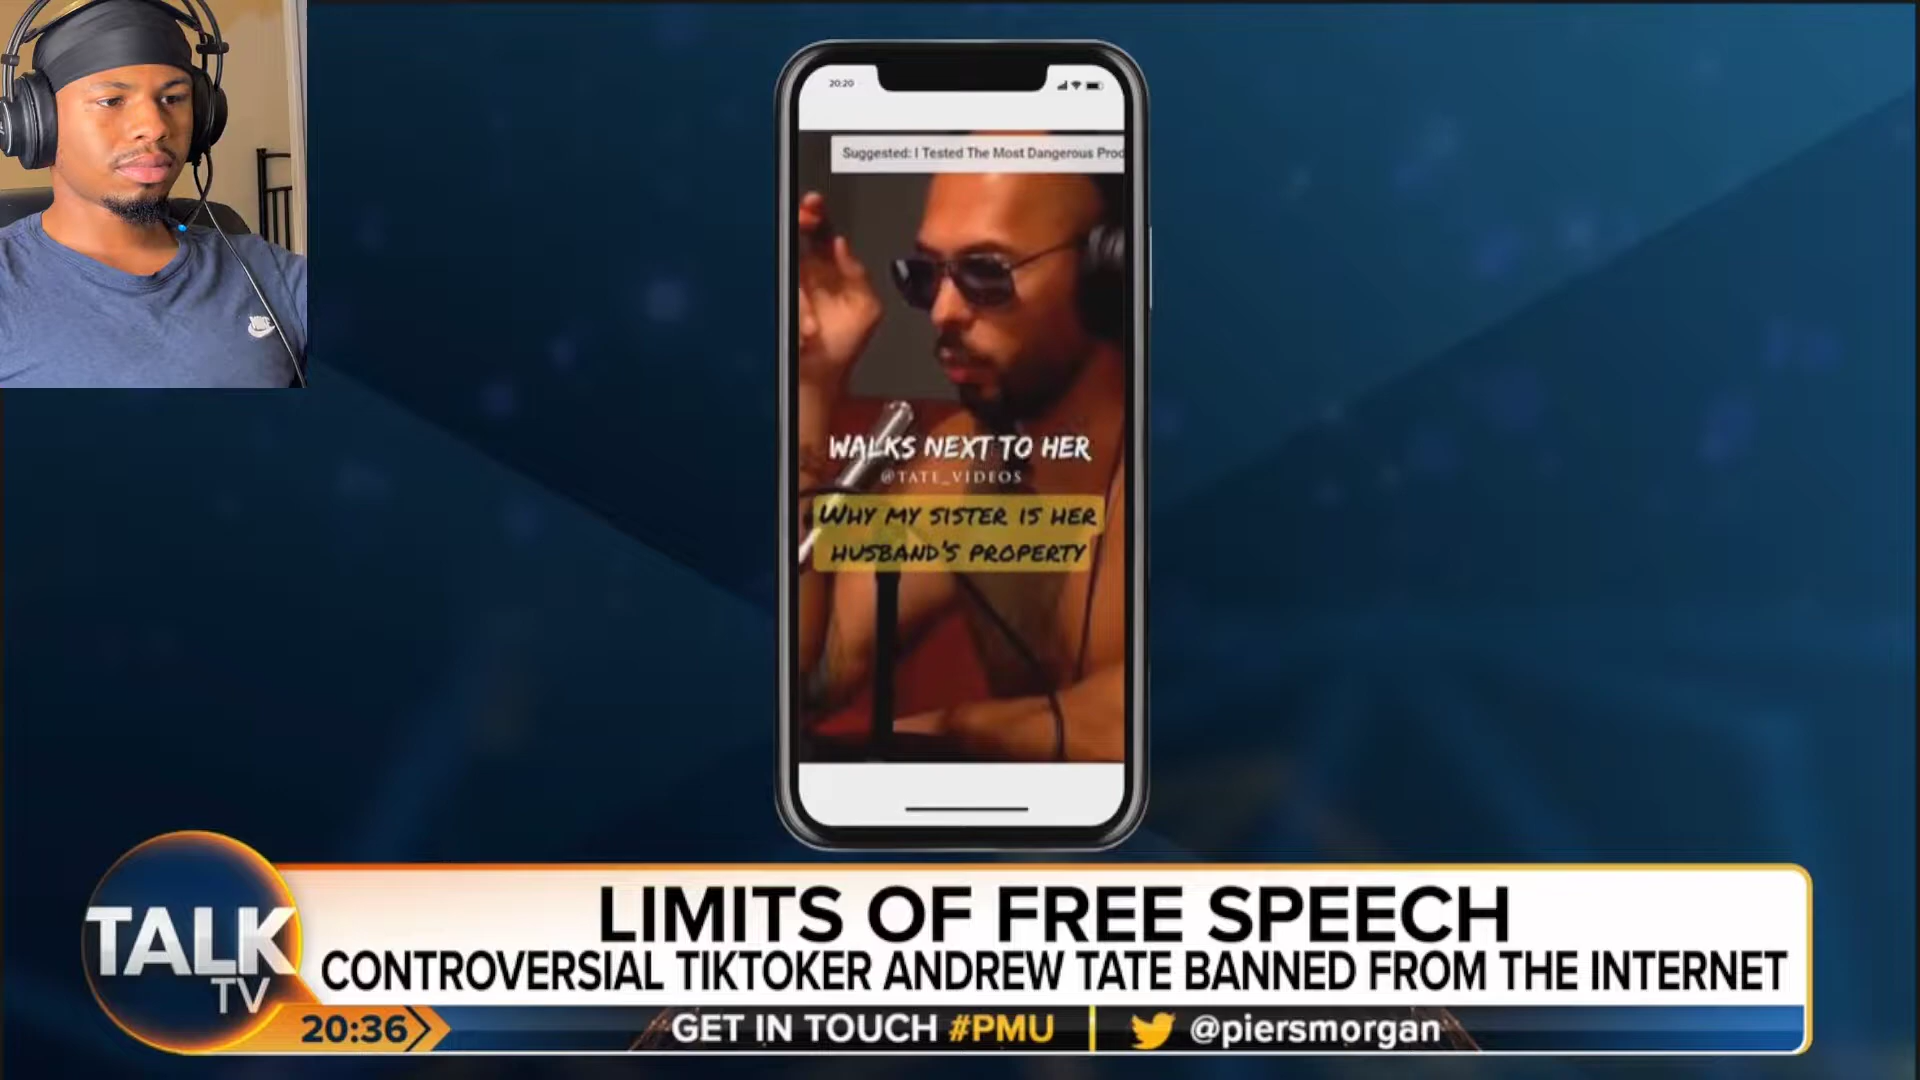 20:20
Suggested: I Tested The Most Dangerous Prod
WALKS NEXT TO HER
@TATE_VIDEOS
WHY MY SISTER IS HER
HUSBAND'S PROPERTY
LIMITS OF FREE SPEECH
CONTROVERSIAL TIKTOKER ANDREW TATE BANNED FROM THE INTERNET
TALK
TV
20:36
GET IN TOUCH #PMU
@piersmorgan